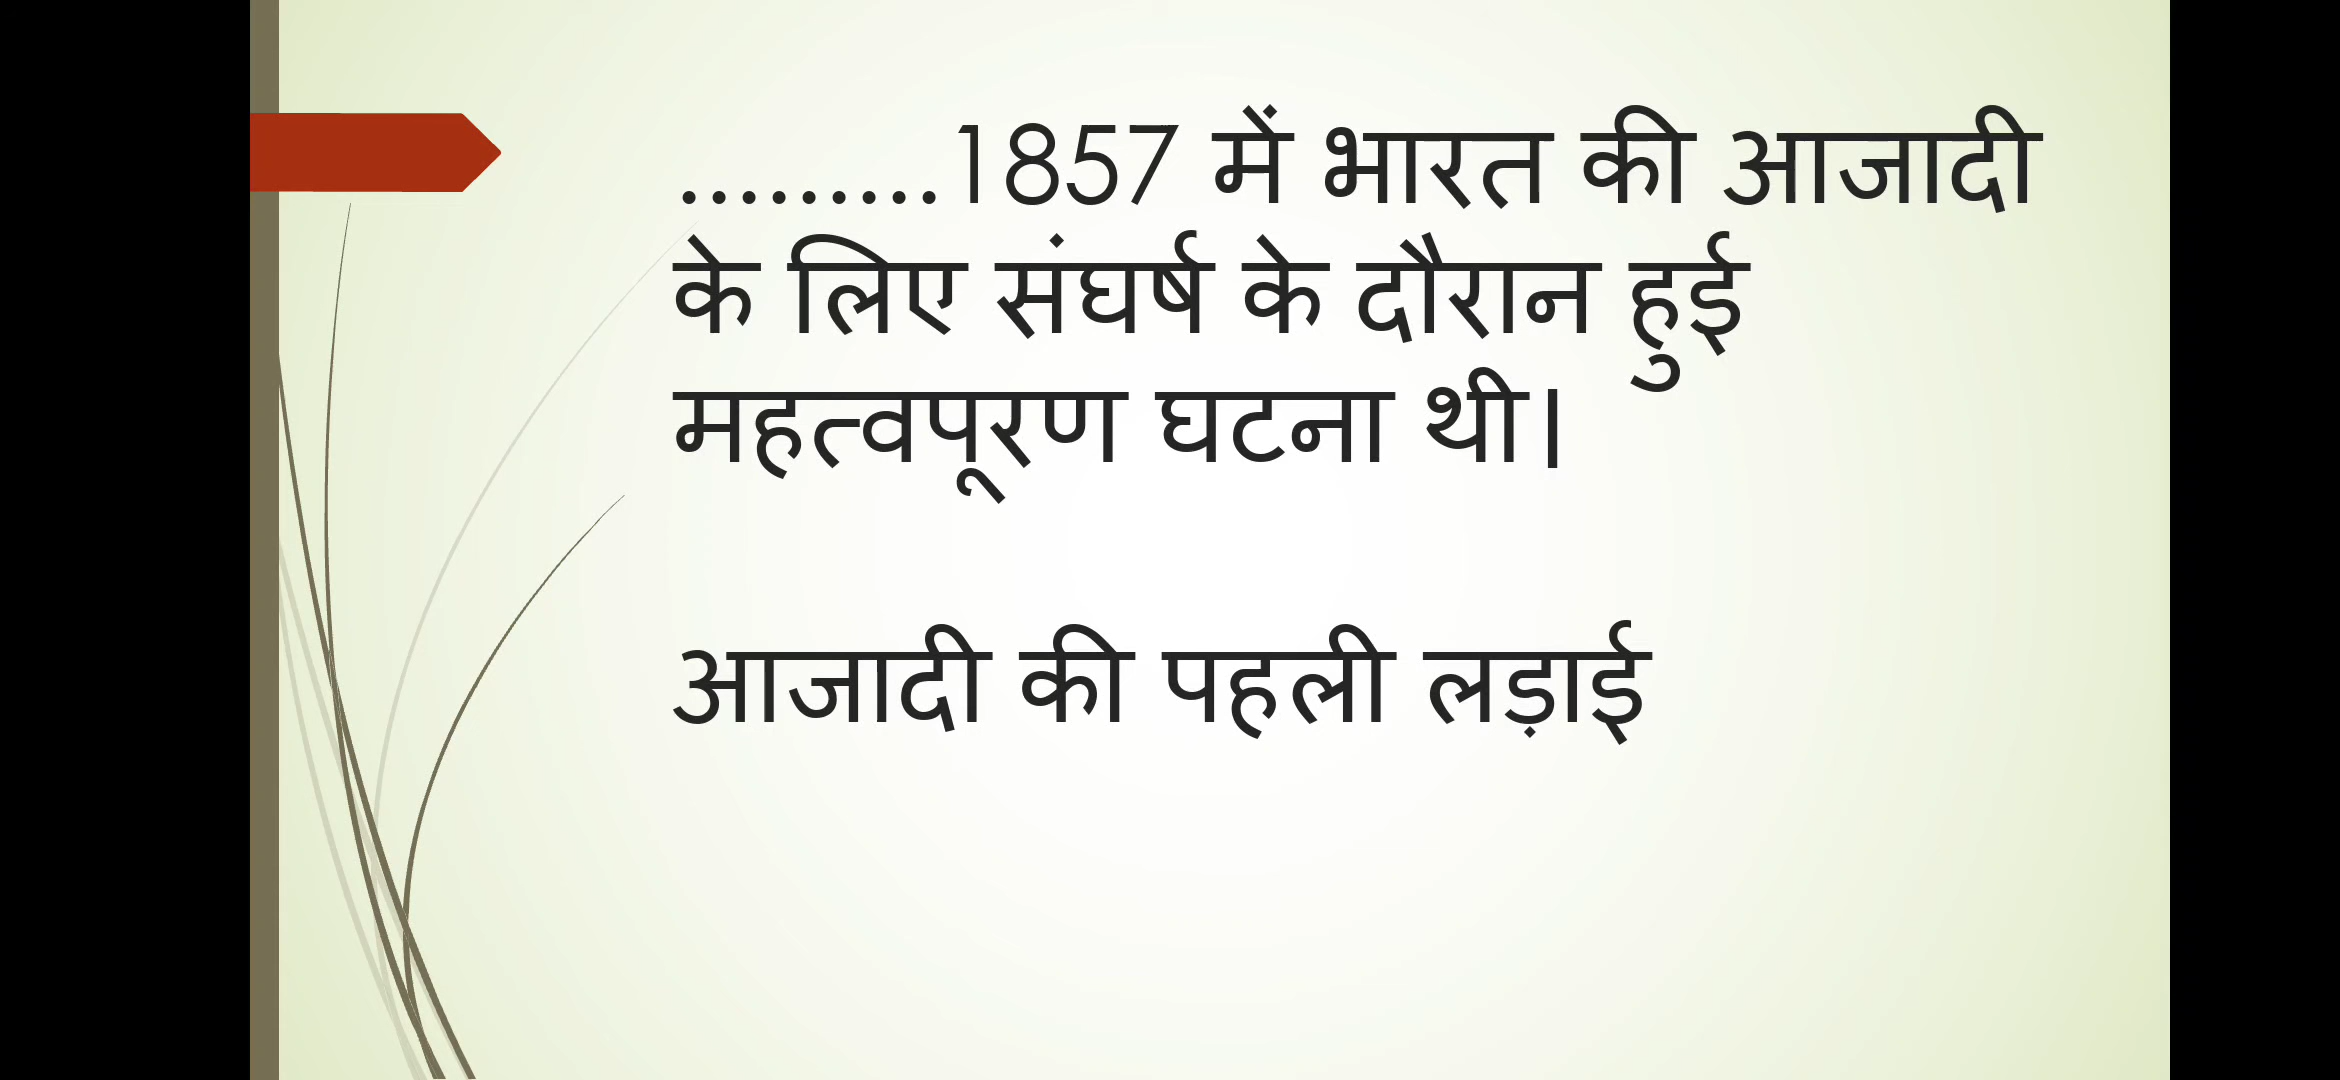 .........1857 में भारत की आजादी
के लिए संघर्ष के दौरान हुई
महत्वपूरण घटना थी।
आजादी की पहली लड़ाई